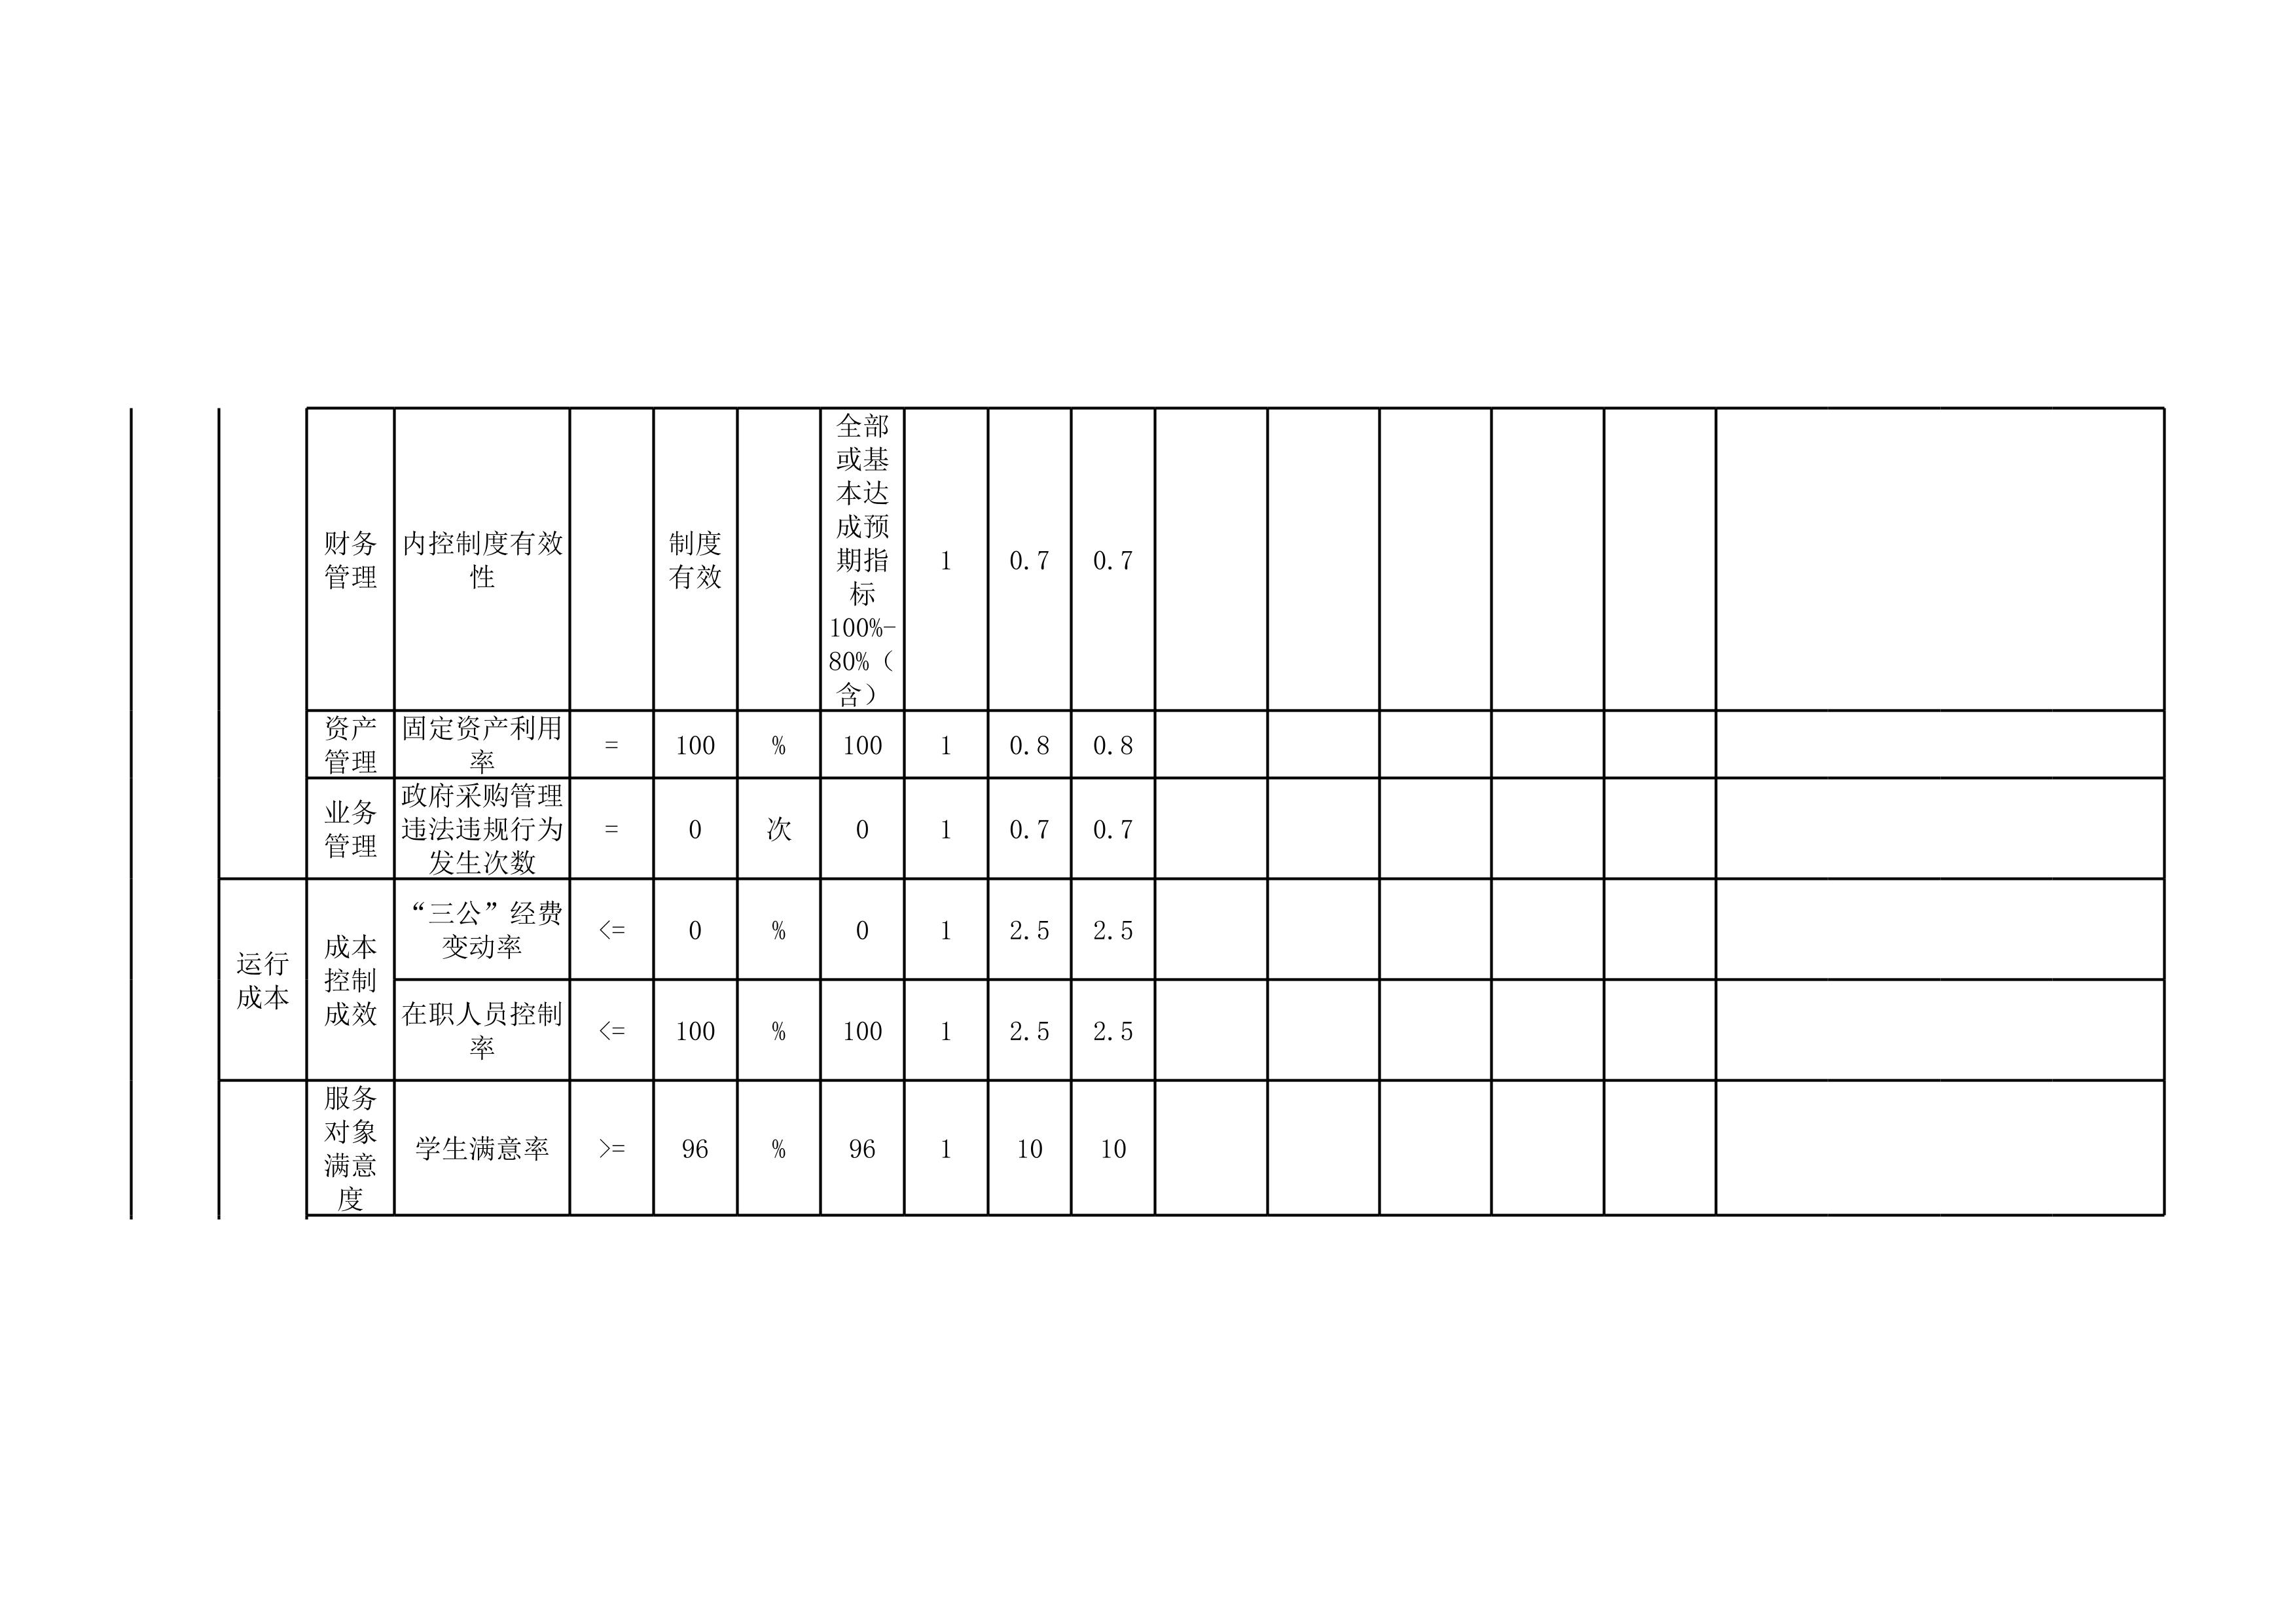 财务
管理
内控制度有效
性
制度
有效
全部
或基
本达
成预
期指
标
100%-
80%（
含）
1
0.7
0.7
资产
管理
固定资产利用
率
=
100
%
100
1
0.8
0.8
业务
管理
政府采购管理
违法违规行为
发生次数
=
0
次
0
1
0.7
0.7
运行
成本
成本
控制
成效
“三公”经费
变动率
<=
0
%
0
1
2.5
2.5
在职人员控制
率
<=
100
%
100
1
2.5
2.5
服务
对象
满意
度
学生满意率
>=
96
%
96
1
10
10